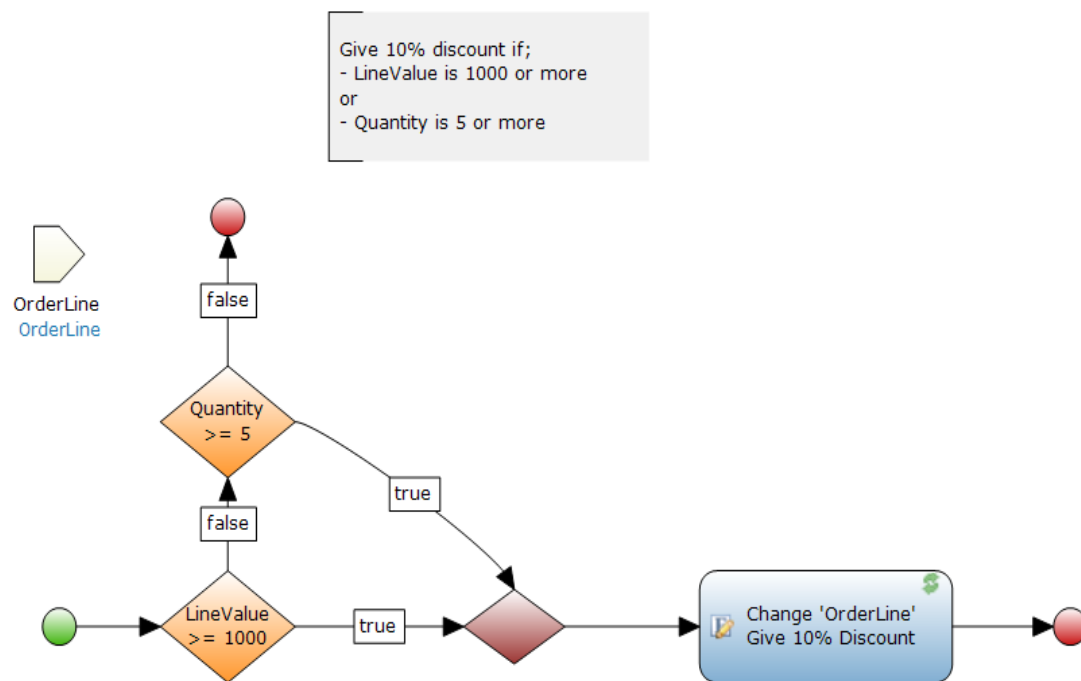 Give 10% discount if;
- LineValue is 1000 or more
or
- Quantity is 5 or more
OrderLine
OrderLine
false
Quantity
>= 5
true
false
LineValue
>= 1000
true
Change 'OrderLine'
Give 10% Discount